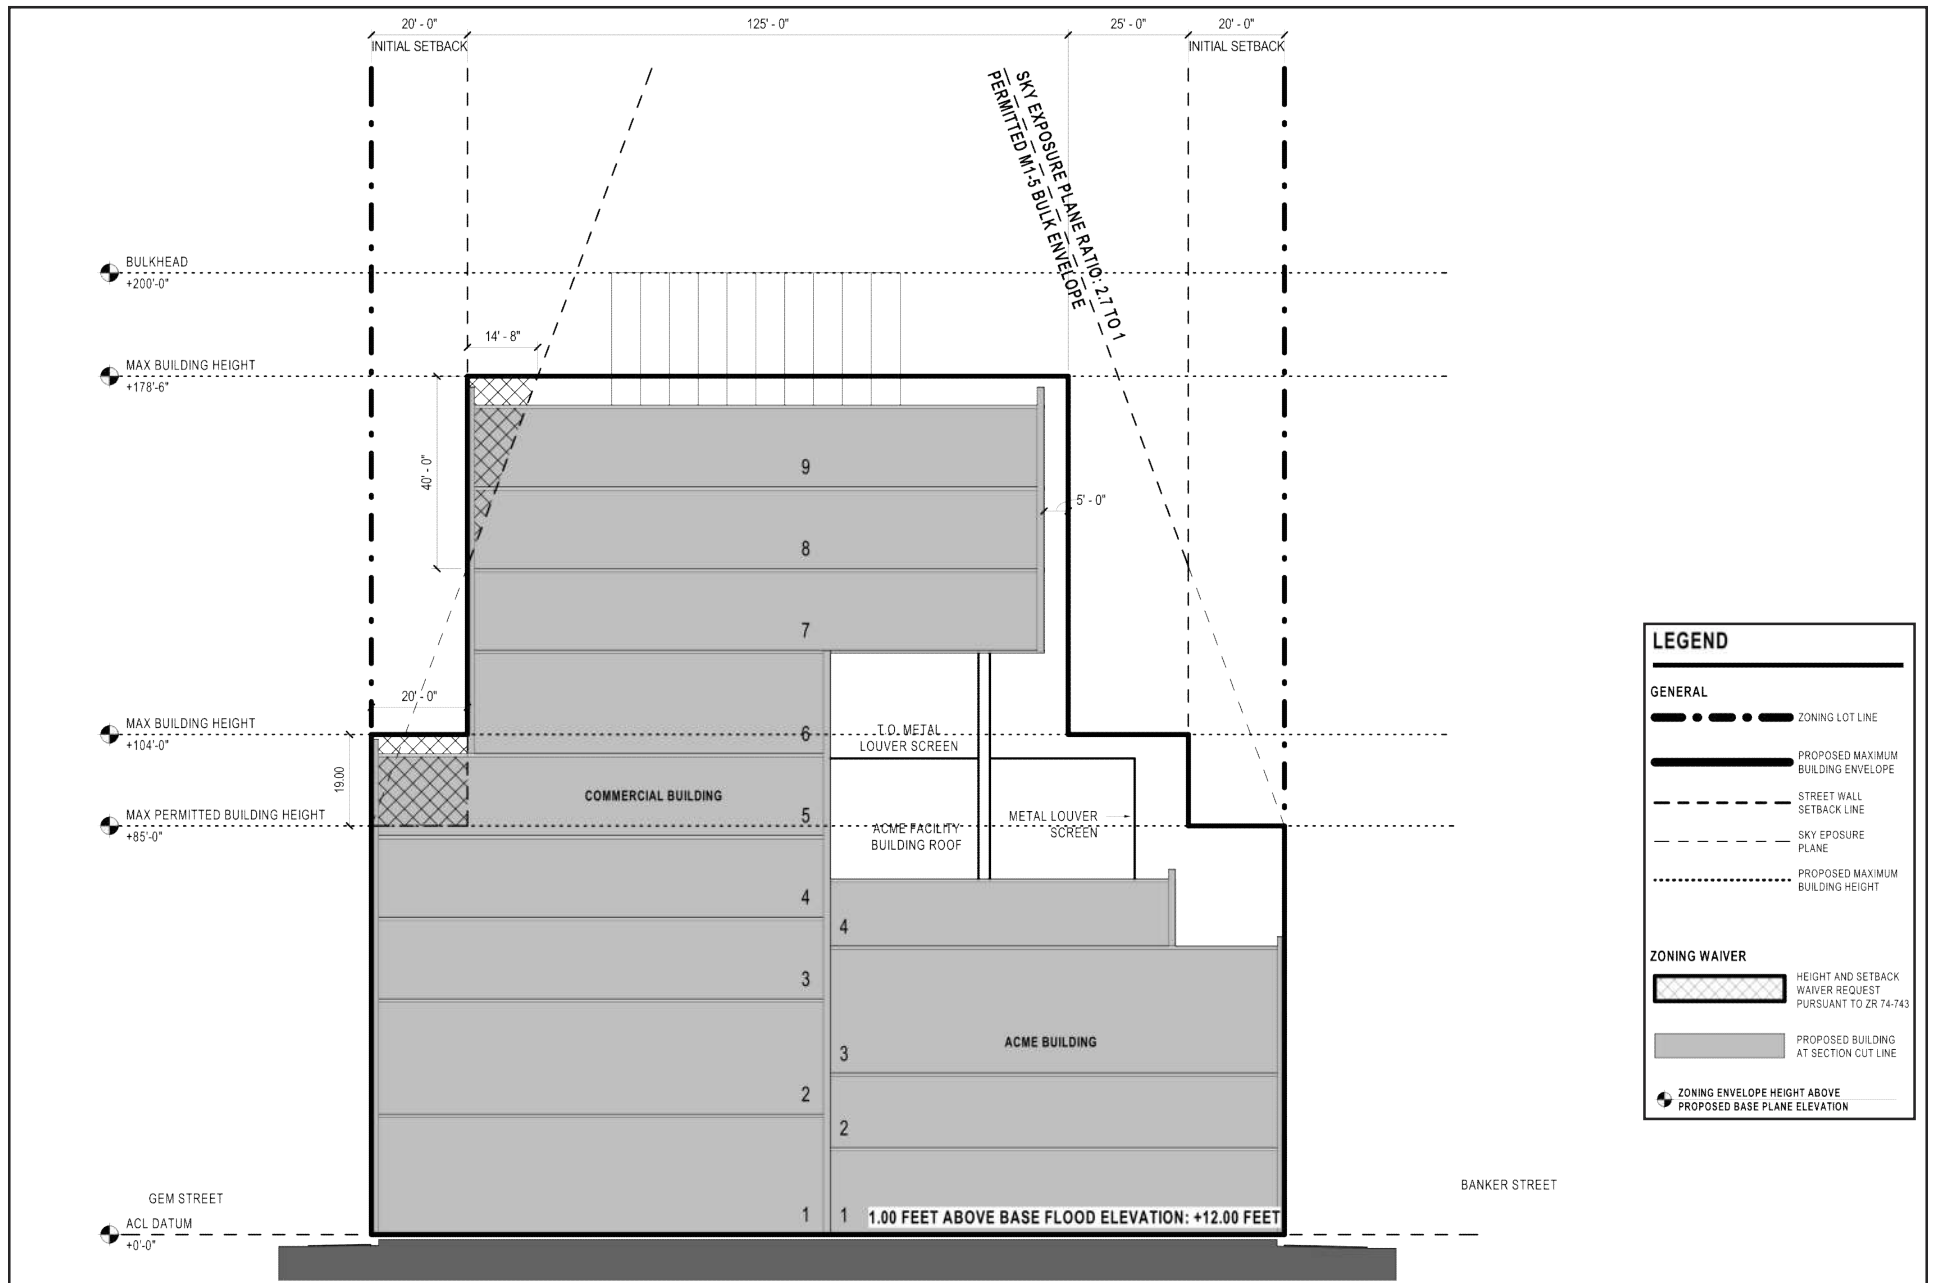 20' - 0"
125' - 0"
25' - 0"
20' - 0"
INITIAL SETBACK
INITIAL SETBACK
SKY EXPOSURE PLANE RATIO: 2.7 TO 1
PERMITTED M1-5 BULK ENVELOPE
BULKHEAD
+200'-0"
14' - 8"
MAX BUILDING HEIGHT
+178'-6"
40' - 0"
9
5' - 0"
8
7
20' - 0"
MAX BUILDING HEIGHT
+104'-0"
6
T.O. METAL
LOUVER SCREEN
19.00
COMMERCIAL BUILDING
MAX PERMITTED BUILDING HEIGHT
+85'-0"
5
ACME FACILITY
BUILDING ROOF
METAL LOUVER
SCREEN
4
4
3
3
ACME BUILDING
2
2
GEM STREET
BANKER STREET
ACL DATUM
+0'-0"
1
1
1.00 FEET ABOVE BASE FLOOD ELEVATION: +12.00 FEET
LEGEND
GENERAL
ZONING LOT LINE
PROPOSED MAXIMUM
BUILDING ENVELOPE
STREET WALL
SETBACK LINE
SKY EPOSURE
PLANE
PROPOSED MAXIMUM
BUILDING HEIGHT
ZONING WAIVER
HEIGHT AND SETBACK
WAIVER REQUEST
PURSUANT TO ZR 74-743
PROPOSED BUILDING
AT SECTION CUT LINE
ZONING ENVELOPE HEIGHT ABOVE
PROPOSED BASE PLANE ELEVATION